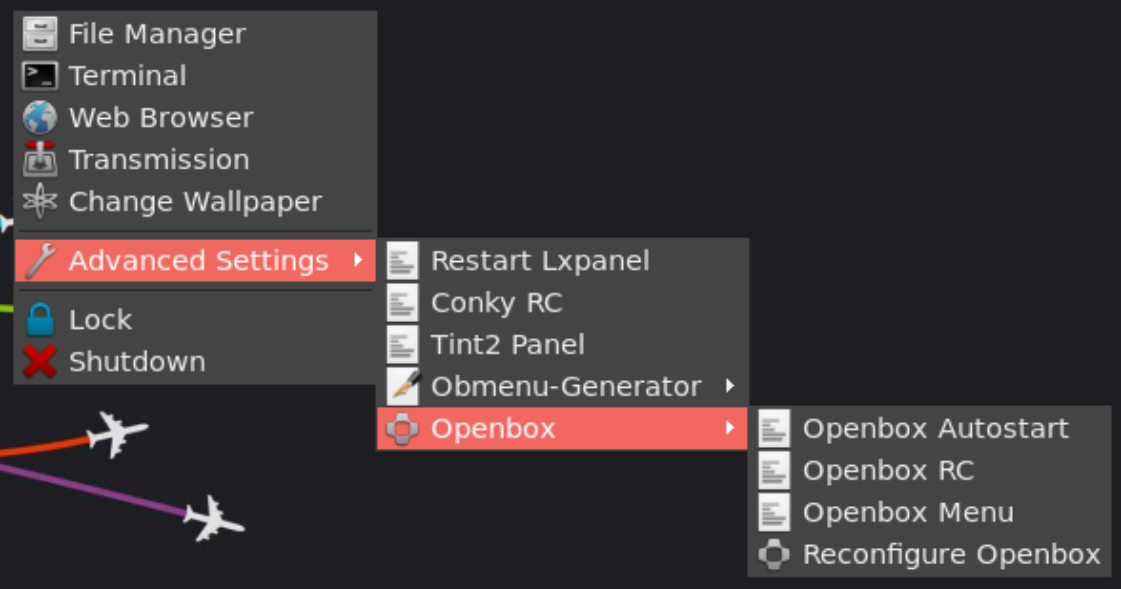 File Manager
Terminal
Web Browser
Transmission
Change Wallpaper
Advanced Settings
Lock
Shutdown
Restart Lxpanel
Conky RC
Tint2 Panel
Obmenu-Generator
Openbox
Openbox Autostart
Openbox RC
Openbox Menu
Reconfigure Openbox